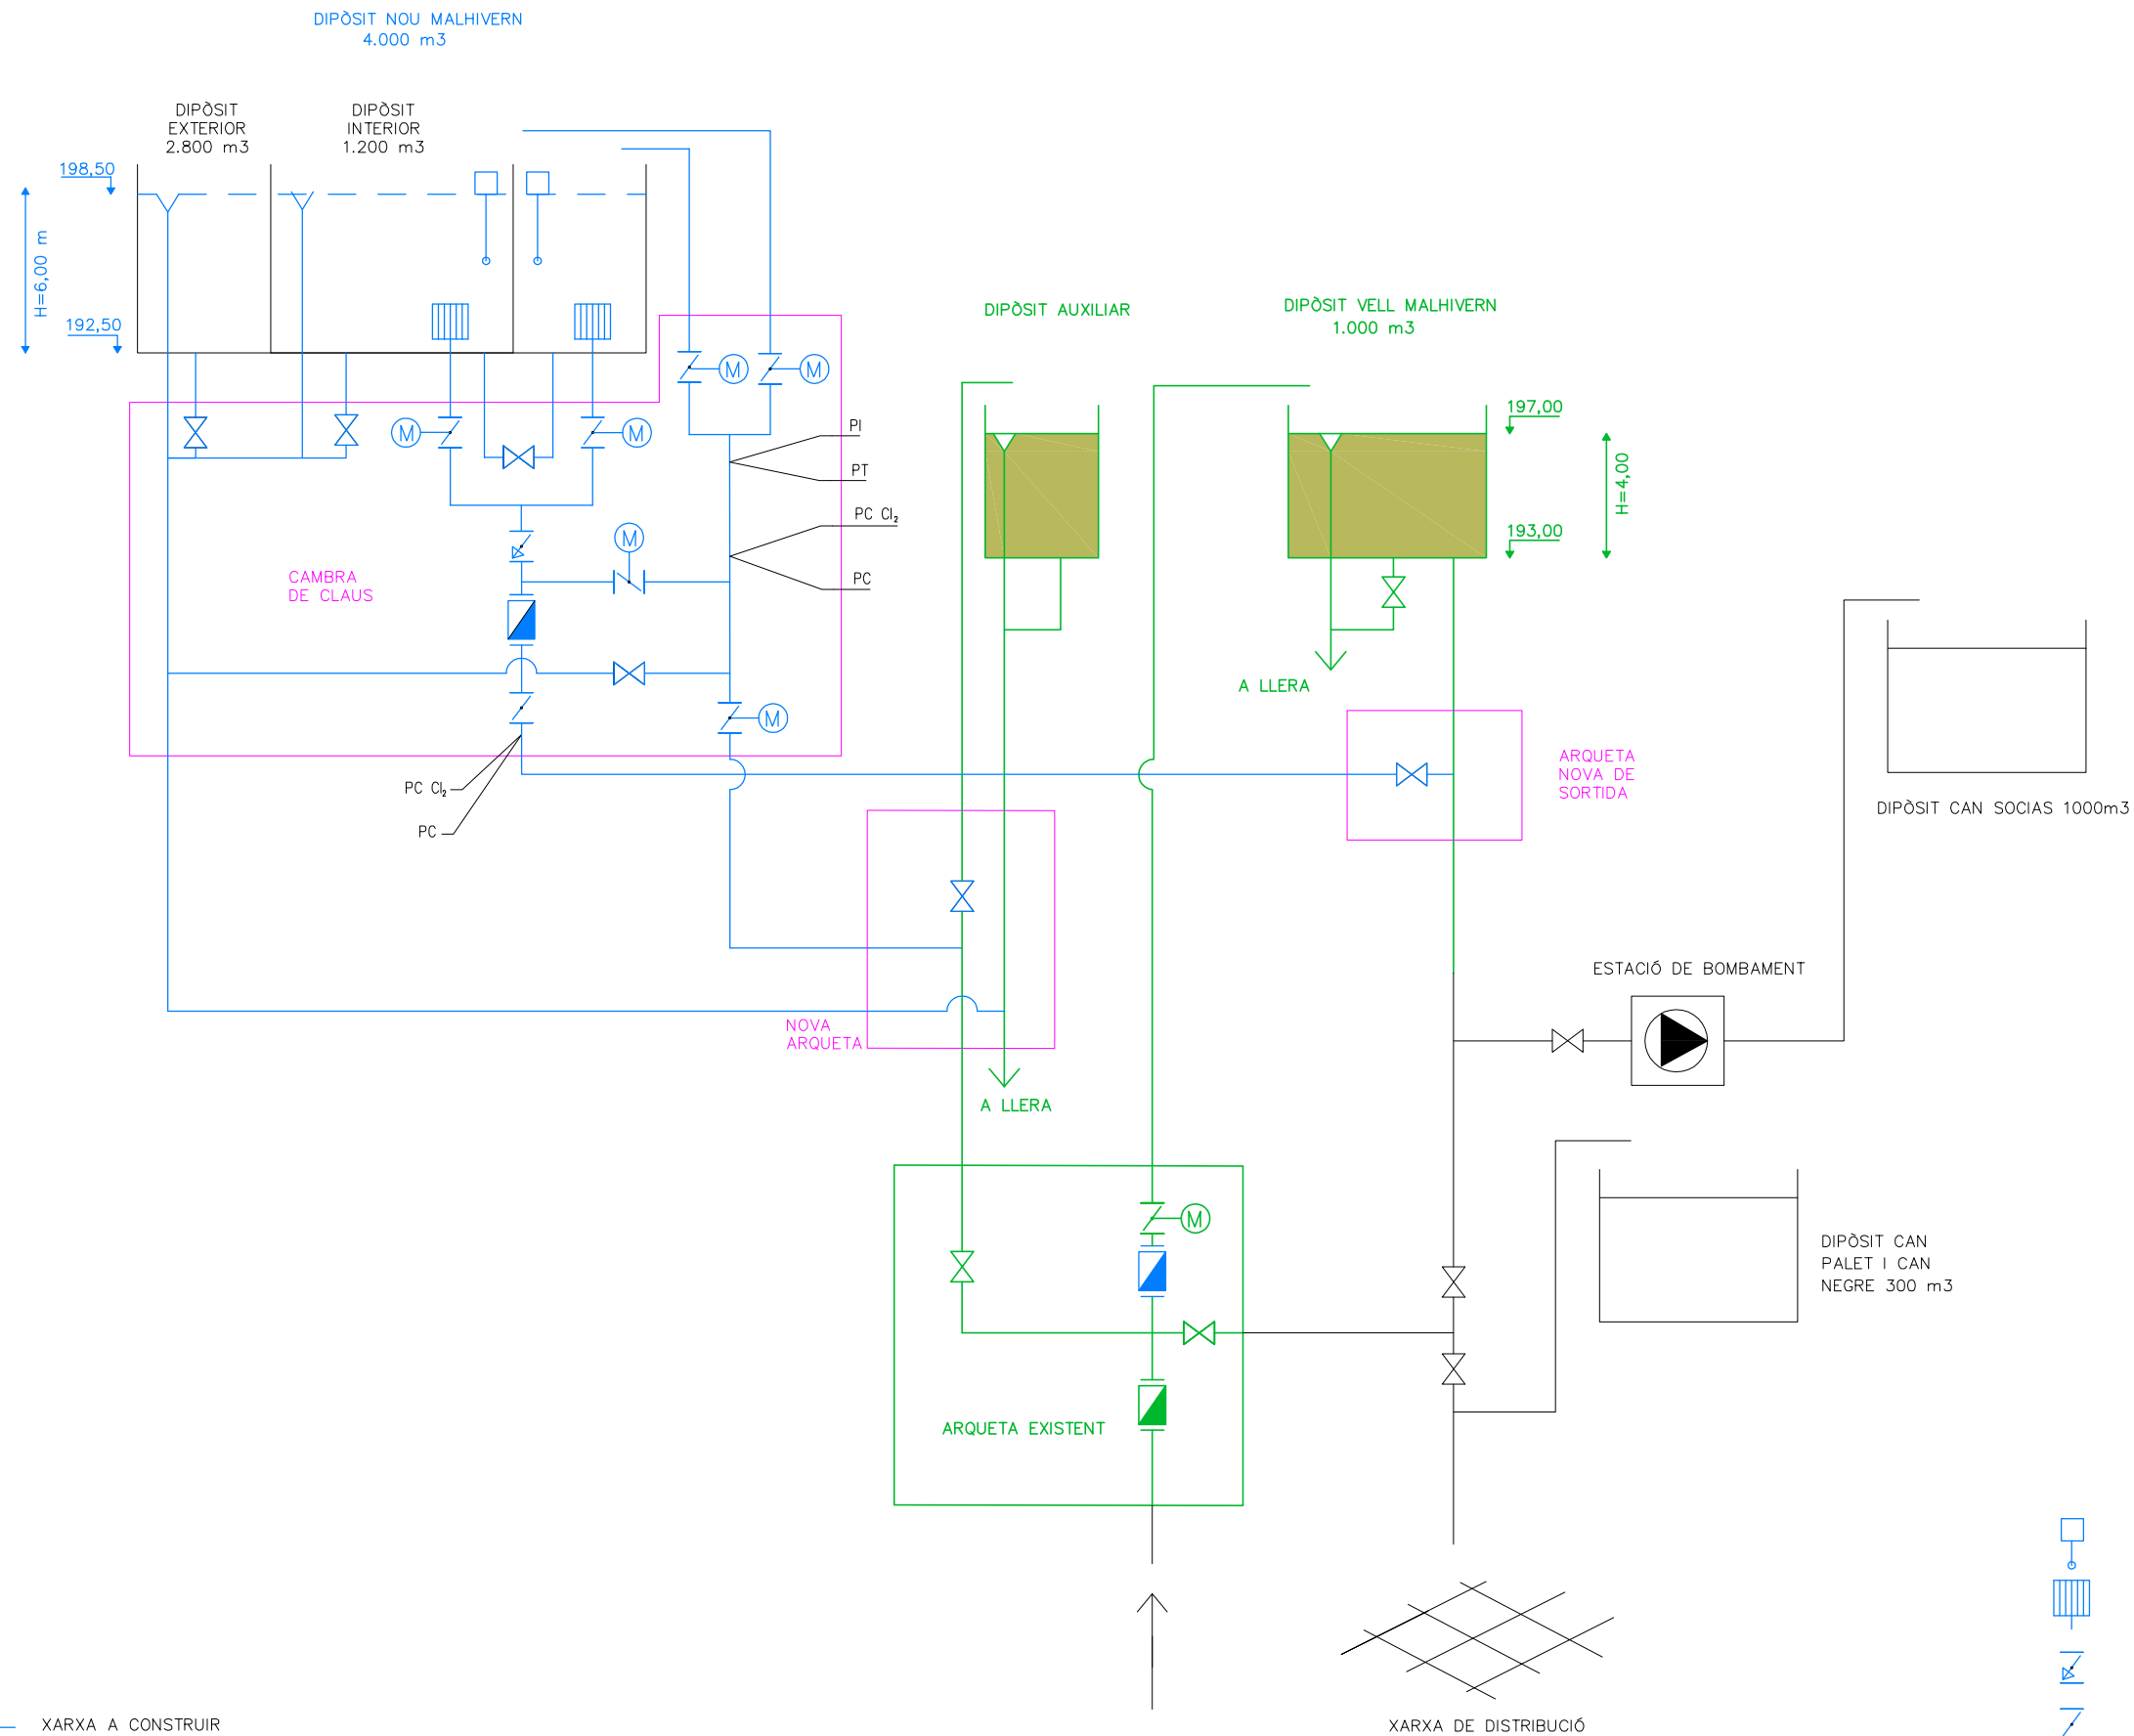 DIPÒSIT NOU MALHIVERN
4.000 m3
DIPÒSIT
EXTERIOR
2.800 m3
DIPÒSIT
INTERIOR
1.200 m3
198,50
H=6,00 m
192,50
DIPÒSIT AUXILIAR
DIPÒSIT VELL MALHIVERN
1.000 m3
M
M
M
M
197,00
PI
PT
H=4,00
PC Cl₂
193,00
M
PC
CAMBRA
DE CLAUS
A LLERA
M
ARQUETA
NOVA DE
SORTIDA
PC Cl₂
PC
DIPÒSIT CAN SOCIAS 1000m3
ESTACIÓ DE BOMBAMENT
NOVA
ARQUETA
A LLERA
M
DIPÒSIT CAN
PALET I CAN
NEGRE 300 m3
ARQUETA EXISTENT
XARXA A CONSTRUIR
XARXA DE DISTRIBUCIÓ